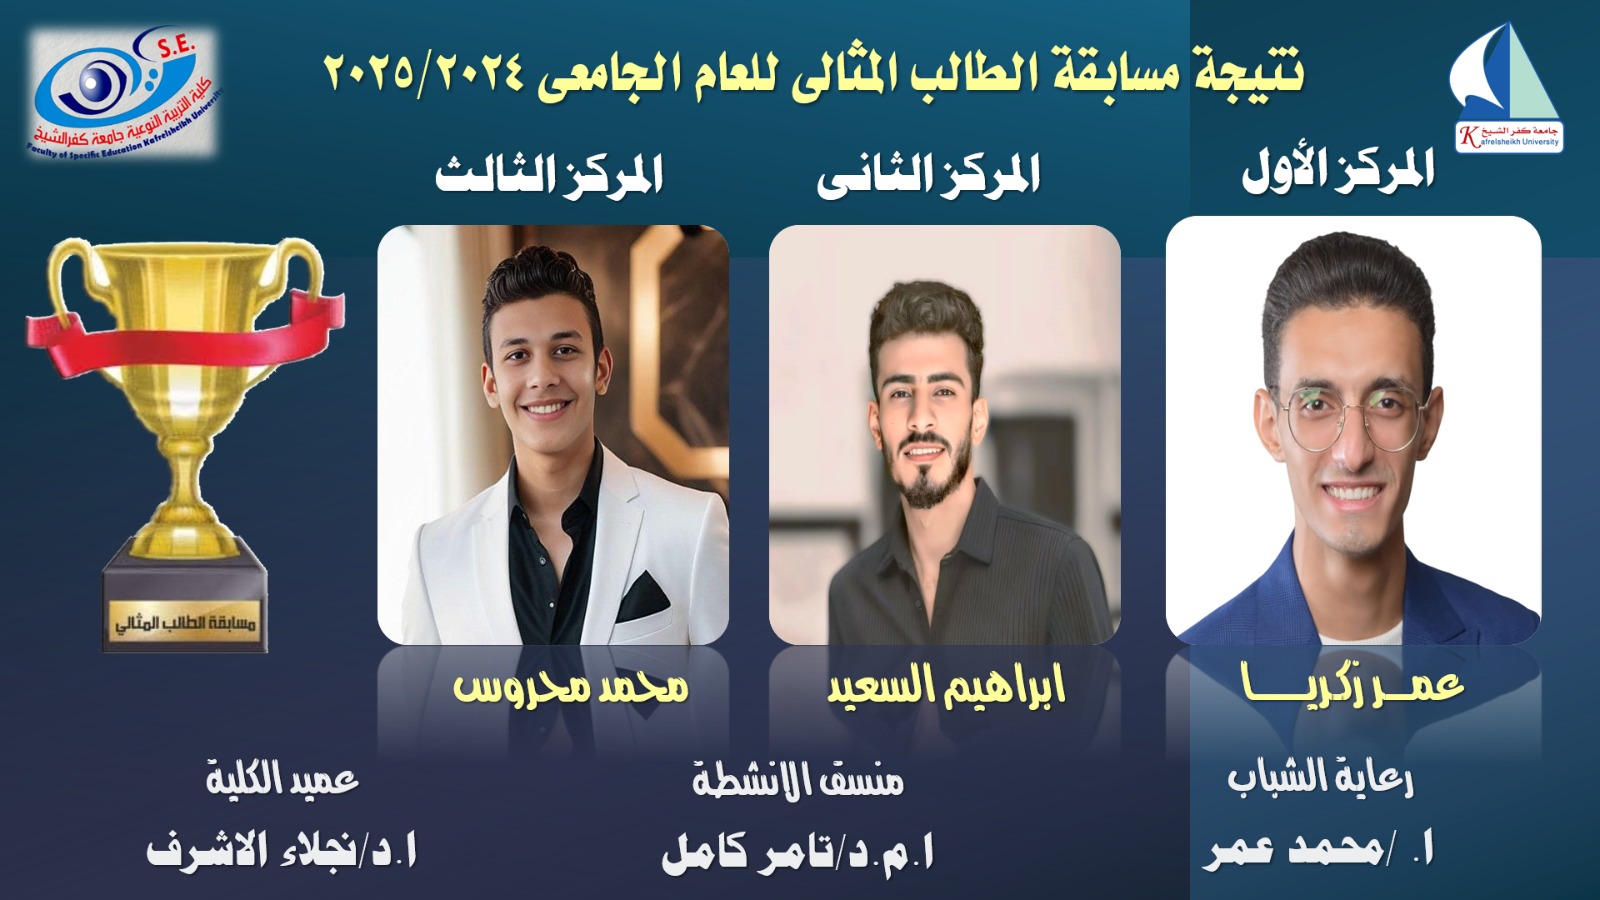 نتيجة مسابقة الطالب المثالى للعام الجامعى ٢٠٢٥/٢٠٢٤
S.E.
كلية التربية النوعية جامعة كفرالشيخ
Faculty of Specific Education Kafrelsheikh University
جامعة كفر الشيخ
Kafrelsheikh University
المركز الأول
المركز الثانى
المركز الثالث
مسابقة الطالب المثالي
عمـــر زكريـــــــا
ابراهيم السعيد
محمد محروس
رعاية الشباب
منسق الانشطة
عميد الكلية
ا. /محمد عمر
ا.م.د/تامر كامل
ا.د/نجلاء الاشرف